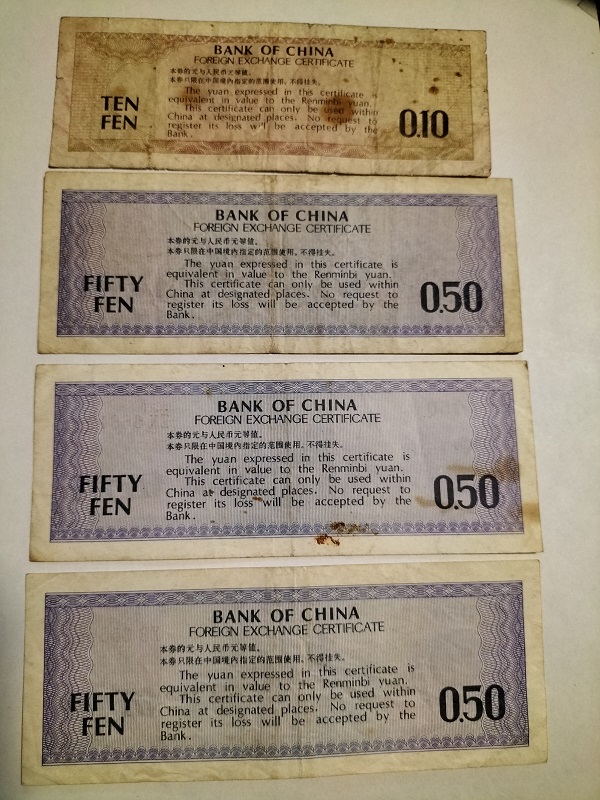 BANK OF CHINA
FOREIGN EXCHANGE CERTIFICATE
本券的元与人民币元等值。
本券只限在中国境内指定的范围使用，不得挂失。
The yuan expressed in this certificate is
equivalent in value to the Renminbi yuan.
This certificate can only be used within
China at designated places. No request to
register its loss will be accepted by the
Bank.
TEN
FEN
0.10
BANK OF CHINA
FOREIGN EXCHANGE CERTIFICATE
本券的元与人民币元等值。
本券只限在中国境内指定的范围使用，不得挂失。
The yuan expressed in this certificate is
equivalent in value to the Renminbi yuan.
This certificate can only be used within
China at designated places. No request to
register its loss will be accepted by the
Bank.
FIFTY
FEN
0.50
BANK OF CHINA
FOREIGN EXCHANGE CERTIFICATE
本券的元与人民币元等值。
本券只限在中国境内指定的范围使用，不得挂失。
The yuan expressed in this certificate is
equivalent in value to the Renminbi yuan.
This certificate can only be used within
China at designated places. No request to
register its loss will be accepted by the
Bank.
FIFTY
FEN
0.50
BANK OF CHINA
FOREIGN EXCHANGE CERTIFICATE
本券的元与人民币元等值。
本券只限在中国境内指定的范围使用，不得挂失。
The yuan expressed in this certificate is
equivalent in value to the Renminbi yuan.
This certificate can only be used within
China at designated places. No request to
register its loss will be accepted by the
Bank.
FIFTY
FEN
0.50